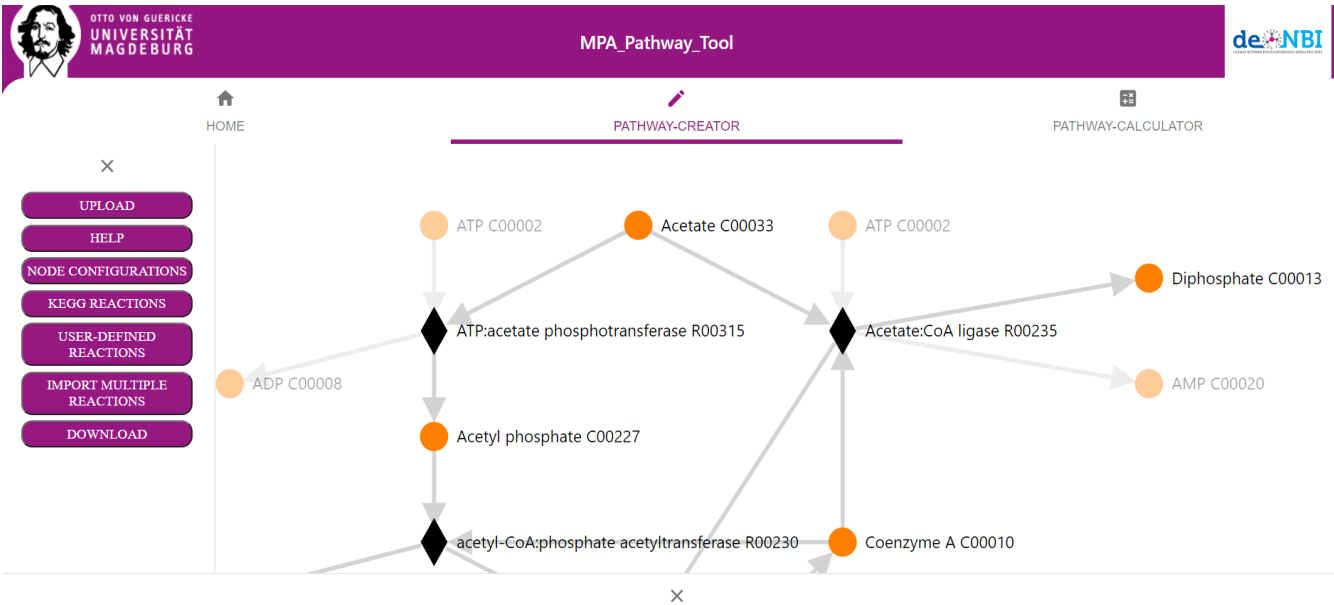 OTTO VON GUERICKE
UNIVERSITÄT
MAGDEBURG
MPA_Pathway_Tool
de NBI
HOME
PATHWAY-CREATOR
PATHWAY-CALCULATOR
UPLOAD
HELP
NODE CONFIGURATIONS
KEGG REACTIONS
USER-DEFINED
REACTIONS
IMPORT MULTIPLE
REACTIONS
DOWNLOAD
ATP C00002
Acetate C00033
ATP C00002
Diphosphate C00013
ATP:acetate phosphotransferase R00315
Acetate:CoA ligase R00235
ADP C00008
AMP C00020
Acetyl phosphate C00227
acetyl-CoA:phosphate acetyltransferase R00230
Coenzyme A C00010